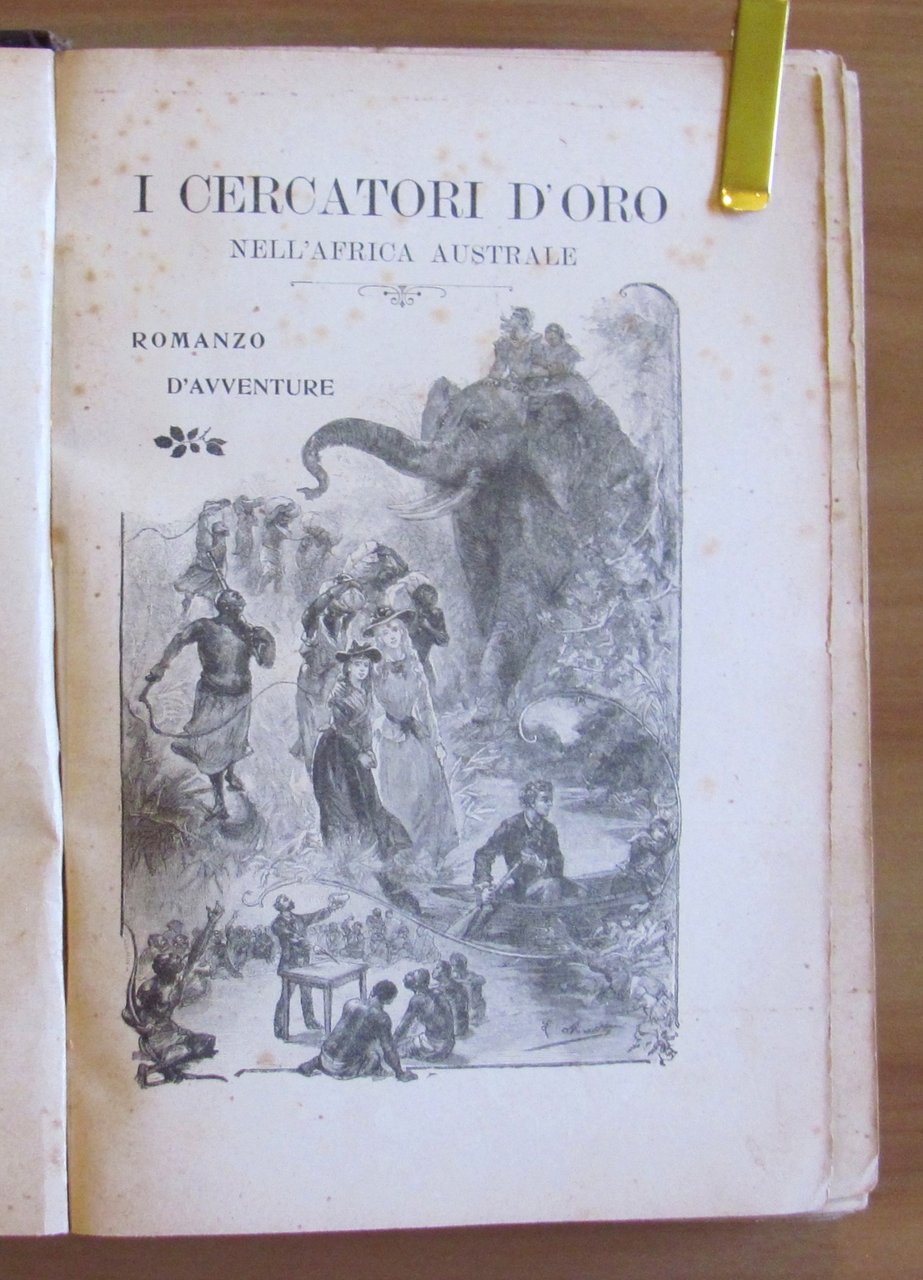 I CERCATORI D'ORO
NELL'AFRICA AUSTRALE
ROMANZO
D'AVVENTURE